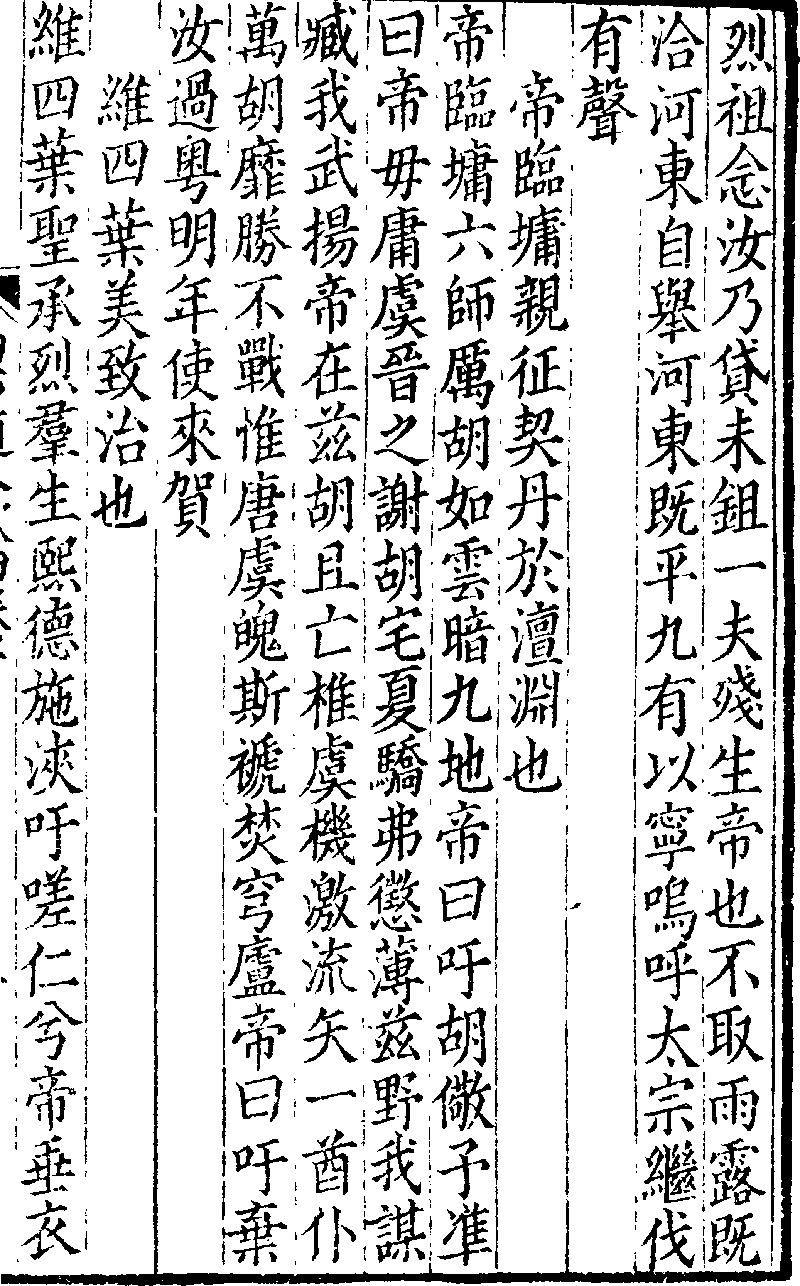 烈祖念汝乃貸未鉏一夫殘生帝也不取雨露既
洽河東自舉河東既平九有以寧嗚呼太宗繼伐
有聲
帝臨墉親征契丹於澶淵也
帝臨墉六師厲胡如雲暗九地帝曰吁胡儆予準
曰帝毋庸虞晉之謝胡宅夏驕弗懲薄兹野我謀
臧我武揚帝在兹胡且亡椎虞機激流矢一酋仆
萬胡靡勝不戰惟唐虞魄斯褫焚穹廬帝曰吁棄
汝過粤明年使來賀
維四葉美致治也
維四葉聖承烈羣生熙德施浹吁嗟仁兮帝垂衣